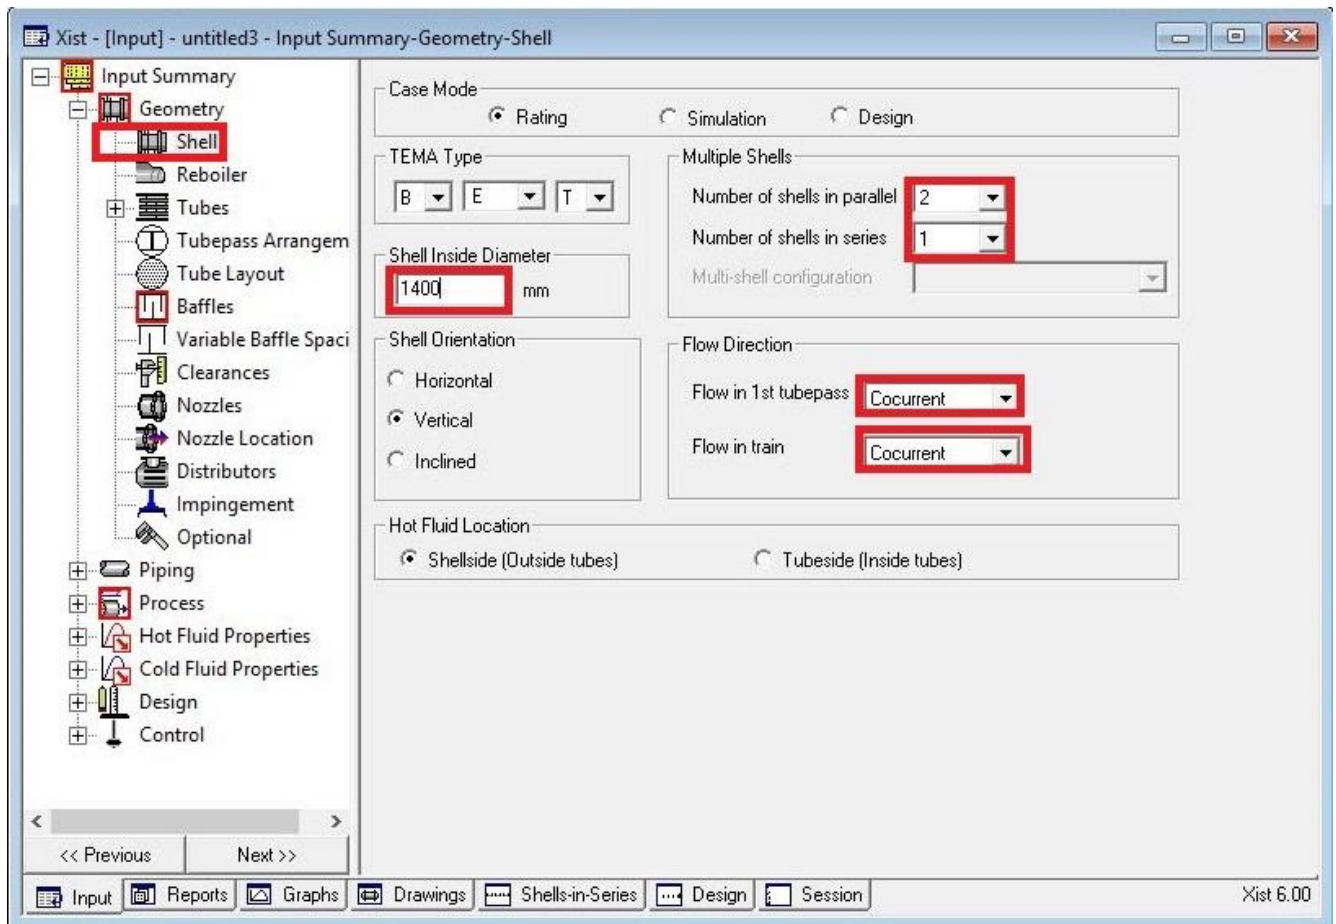 Xist - [Input] - untitled3 - Input Summary-Geometry-Shell
Input Summary
Geometry
Shell
Reboiler
Tubes
Tubepass Arrangem
Tube Layout
Baffles
Variable Baffle Spaci
Clearances
Nozzles
Nozzle Location
Distributors
Impingement
Optional
Piping
Process
Hot Fluid Properties
Cold Fluid Properties
Design
Control
<< Previous
Next >>
Case Mode
Rating
Simulation
Design
TEMA Type
B
E
T
Multiple Shells
Number of shells in parallel 2
Number of shells in series 1
Multi-shell configuration
Shell Inside Diameter
1400 mm
Shell Orientation
Horizontal
Vertical
Inclined
Flow Direction
Flow in 1st tubepass Cocurrent
Flow in train Cocurrent
Hot Fluid Location
Shellside (Outside tubes)
Tubeside (Inside tubes)
Input
Reports
Graphs
Drawings
Shells-in-Series
Design
Session
Xist 6.00